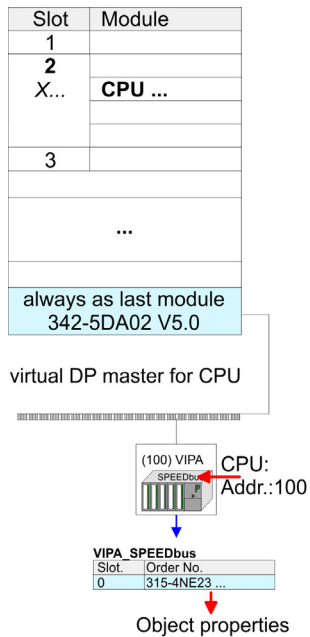 Slot Module
1
2
X... CPU ...
3
...
always as last module
342-5DA02 V5.0
virtual DP master for CPU
(100) VIPA
SPEEDbus
CPU:
Addr.:100
VIPA_SPEEDbus
Slot. Order No.
0 315-4NE23 ...
Object properties